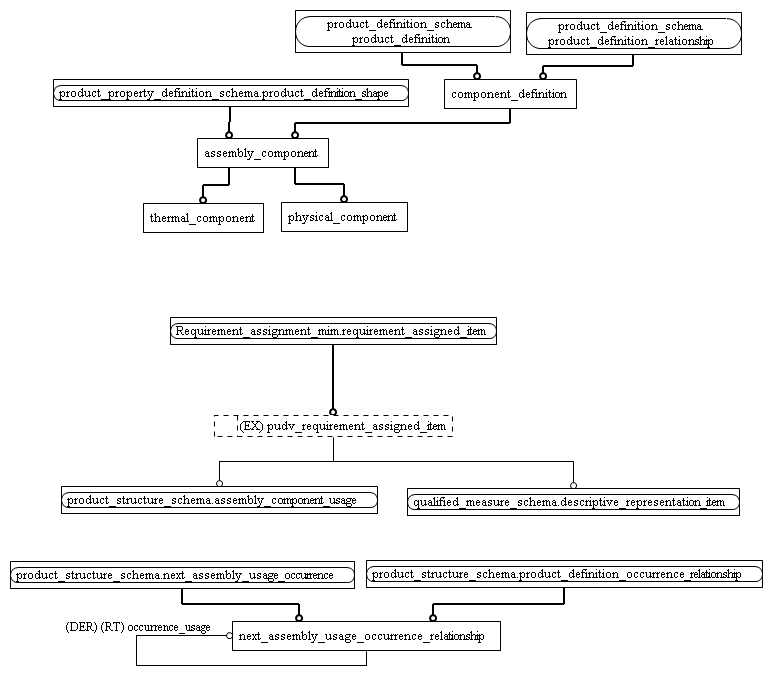 product_definition_schema.
product_definition
product_definition_schema.
product_definition_relationship
product_property_definition_schema.product_definition_shape
component_definition
assembly_component
thermal_component
physical_component
Requirement_assignment_mim.requirement_assigned_item
(EX) pudv_requirement_assigned_item
product_structure_schema.assembly_component_usage
qualified_measure_schema.descriptive_representation_item
product_structure_schema.next_assembly_usage_occurrence
product_structure_schema.product_definition_occurrence_relationship
(DER) (RT) occurrence_usage
next_assembly_usage_occurrence_relationship